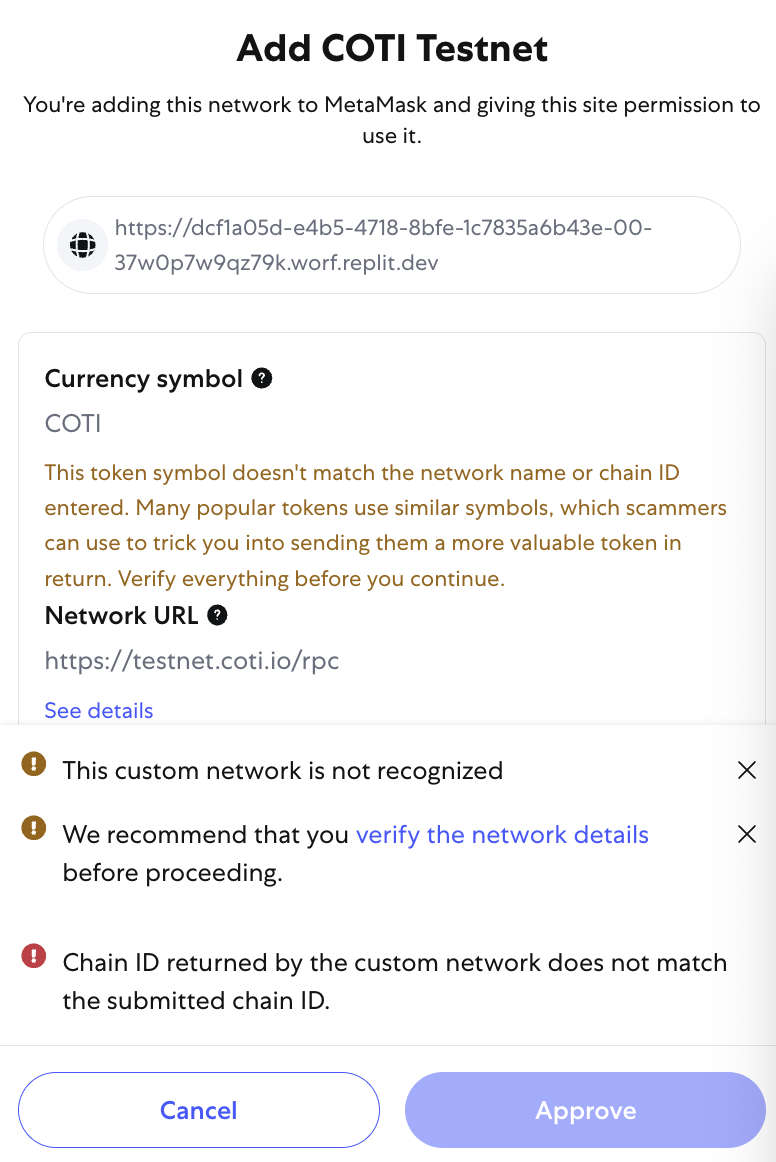 Add COTI Testnet
You're adding this network to MetaMask and giving this site permission to
use it.
https://dcf1a05d-e4b5-4718-8bfe-1c7835a6b43e-00-
37w0p7w9qz79k.worf.replit.dev
Currency symbol ?
COTI
This token symbol doesn't match the network name or chain ID
entered. Many popular tokens use similar symbols, which scammers
can use to trick you into sending them a more valuable token in
return. Verify everything before you continue.
Network URL ?
https://testnet.coti.io/rpc
See details
This custom network is not recognized
We recommend that you verify the network details
before proceeding.
Chain ID returned by the custom network does not match
the submitted chain ID.
Cancel
Approve